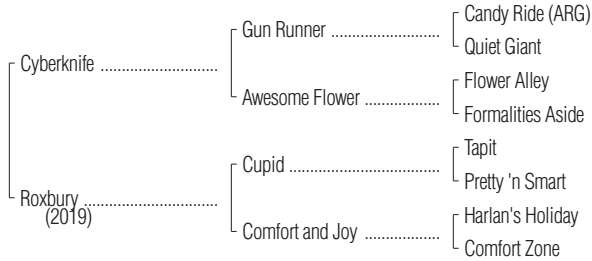 Candy Ride (ARG)
Gun Runner ........................
Quiet Giant
Cyberknife ..........................
Flower Alley
Awesome Flower ................
Formalities Aside
Tapit
Cupid ..................................
Pretty 'n Smart
Roxbury ..............................
(2019)
Harlan's Holiday
Comfort and Joy .................
Comfort Zone